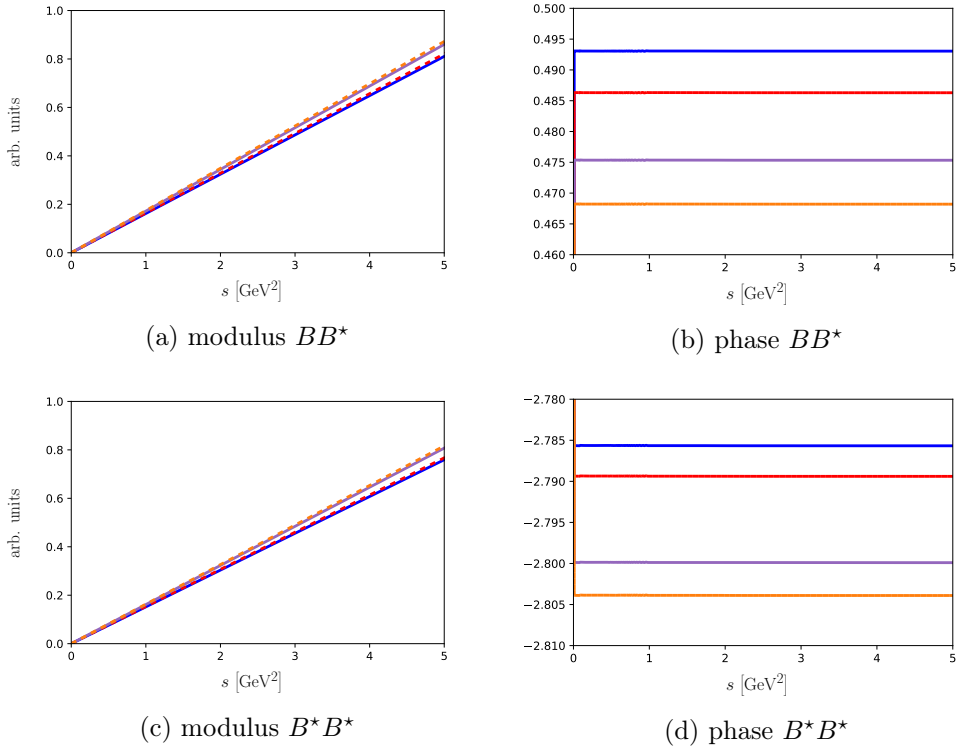 1.0
0.8
0.6
0.4
0.2
0.0
arb. units
0 1 2 3 4 5
s [GeV²]
(a) modulus BB⋆
0.500
0.495
0.490
0.485
0.480
0.475
0.470
0.465
0.460
0 1 2 3 4 5
s [GeV²]
(b) phase BB⋆
1.0
0.8
0.6
0.4
0.2
0.0
arb. units
0 1 2 3 4 5
s [GeV²]
(c) modulus B⋆B⋆
−2.780
−2.785
−2.790
−2.795
−2.800
−2.805
−2.810
0 1 2 3 4 5
s [GeV²]
(d) phase B⋆B⋆